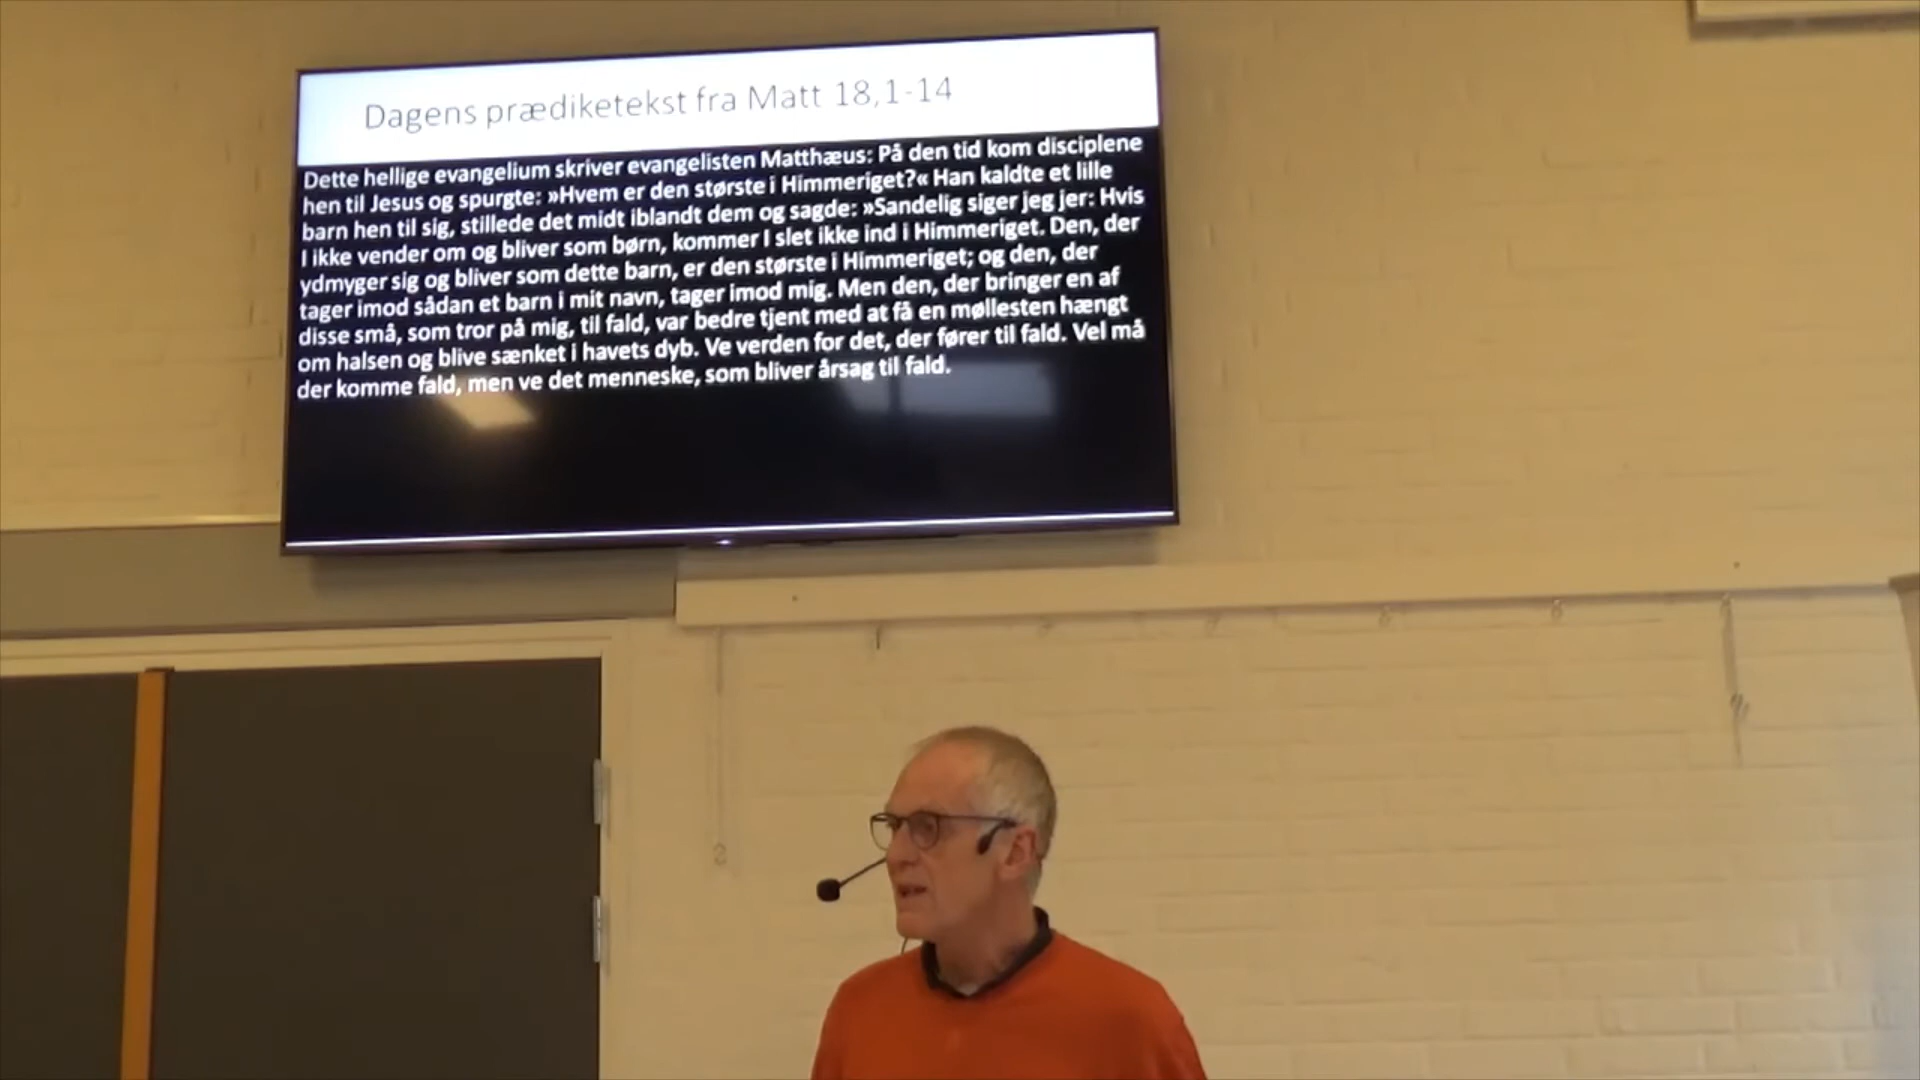 Dagens prædiketekst fra Matt 18,1-14
Dette hellige evangelium skriver evangelisten Matthæus: På den tid kom disciplene
hen til Jesus og spurgte: »Hvem er den største i Himmeriget?« Han kaldte et lille
barn hen til sig, stillede det midt iblandt dem og sagde: »Sandelig siger jeg jer: Hvis
I ikke vender om og bliver som børn, kommer I slet ikke ind i Himmeriget. Den, der
ydmyger sig og bliver som dette barn, er den største i Himmeriget; og den, der
tager imod sådan et barn i mit navn, tager imod mig. Men den, der bringer en af
disse små, som tror på mig, til fald, var bedre tjent med at få en møllesten hængt
om halsen og blive sænket i havets dyb. Ve verden for det, der fører til fald. Vel må
der komme fald, men ve det menneske, som bliver årsag til fald.